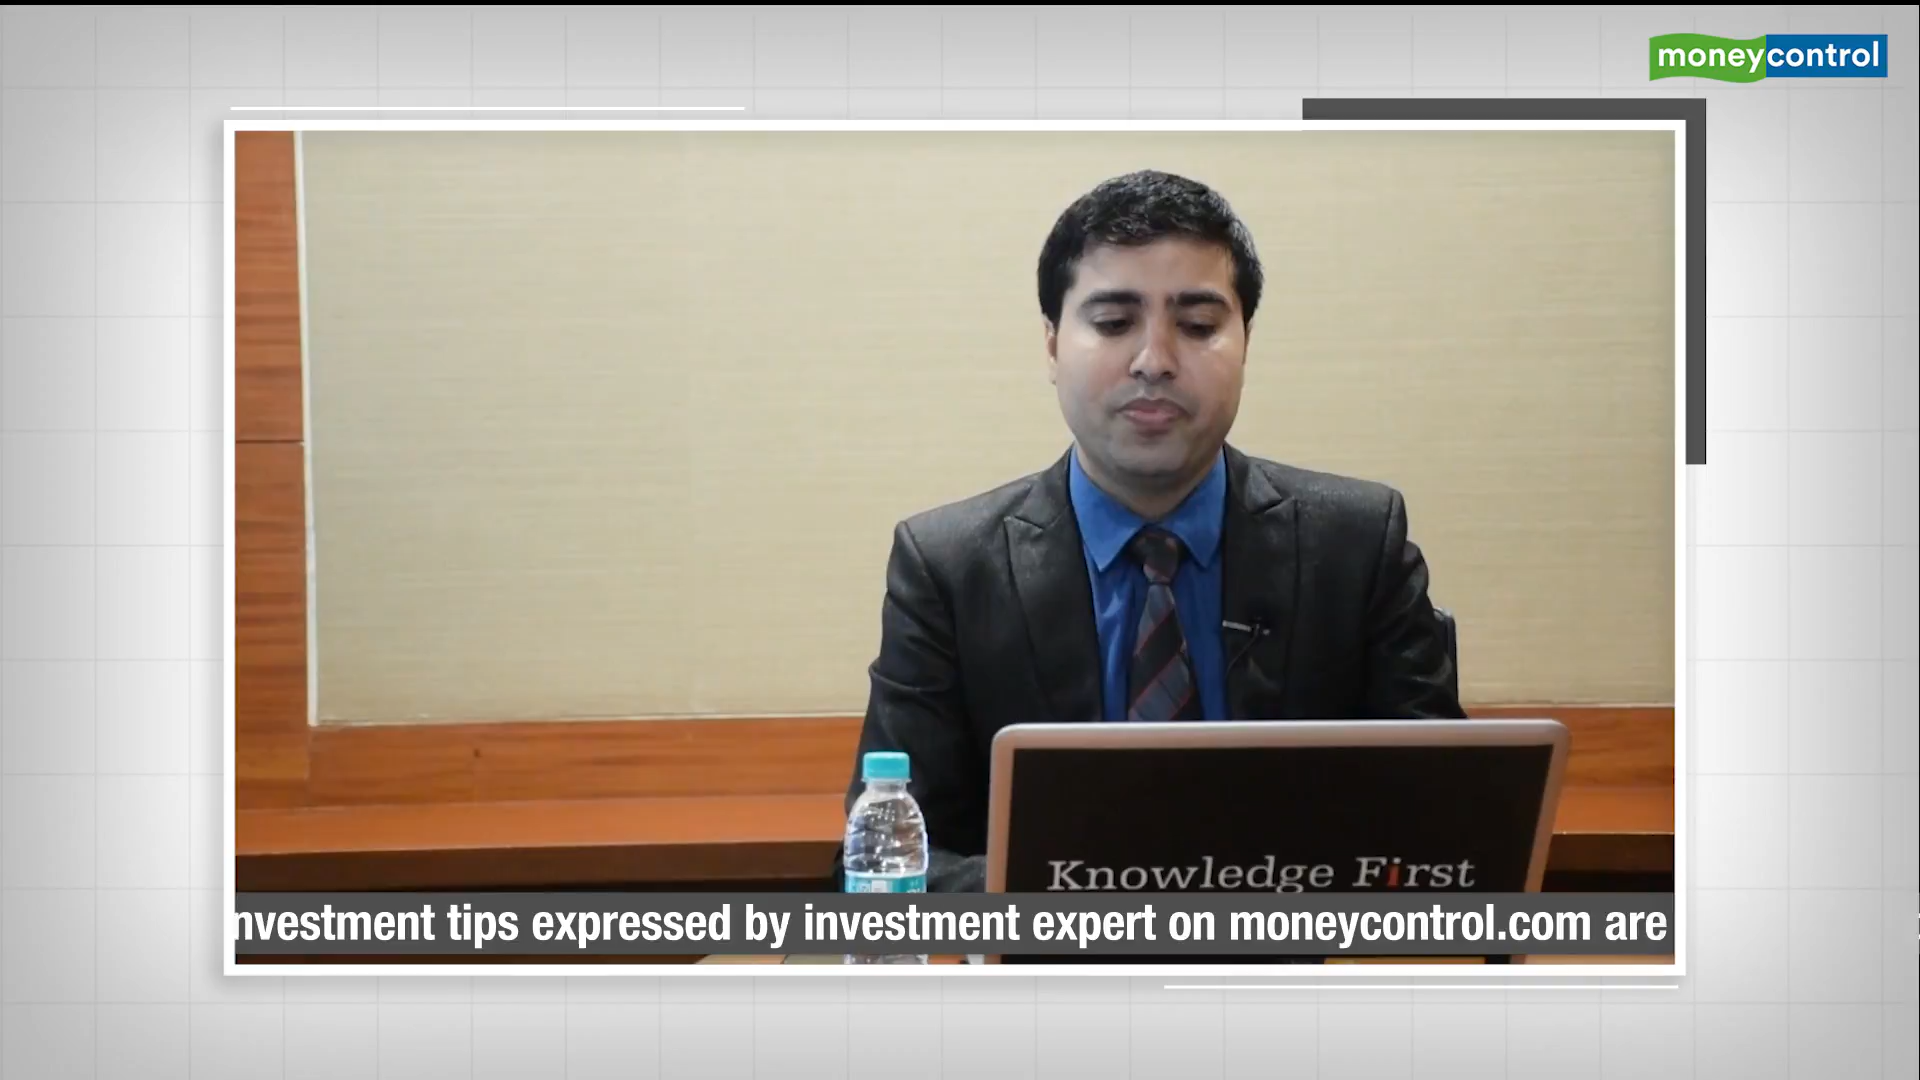 moneycontrol
Knowledge First
nvestment tips expressed by investment expert on moneycontrol.com are